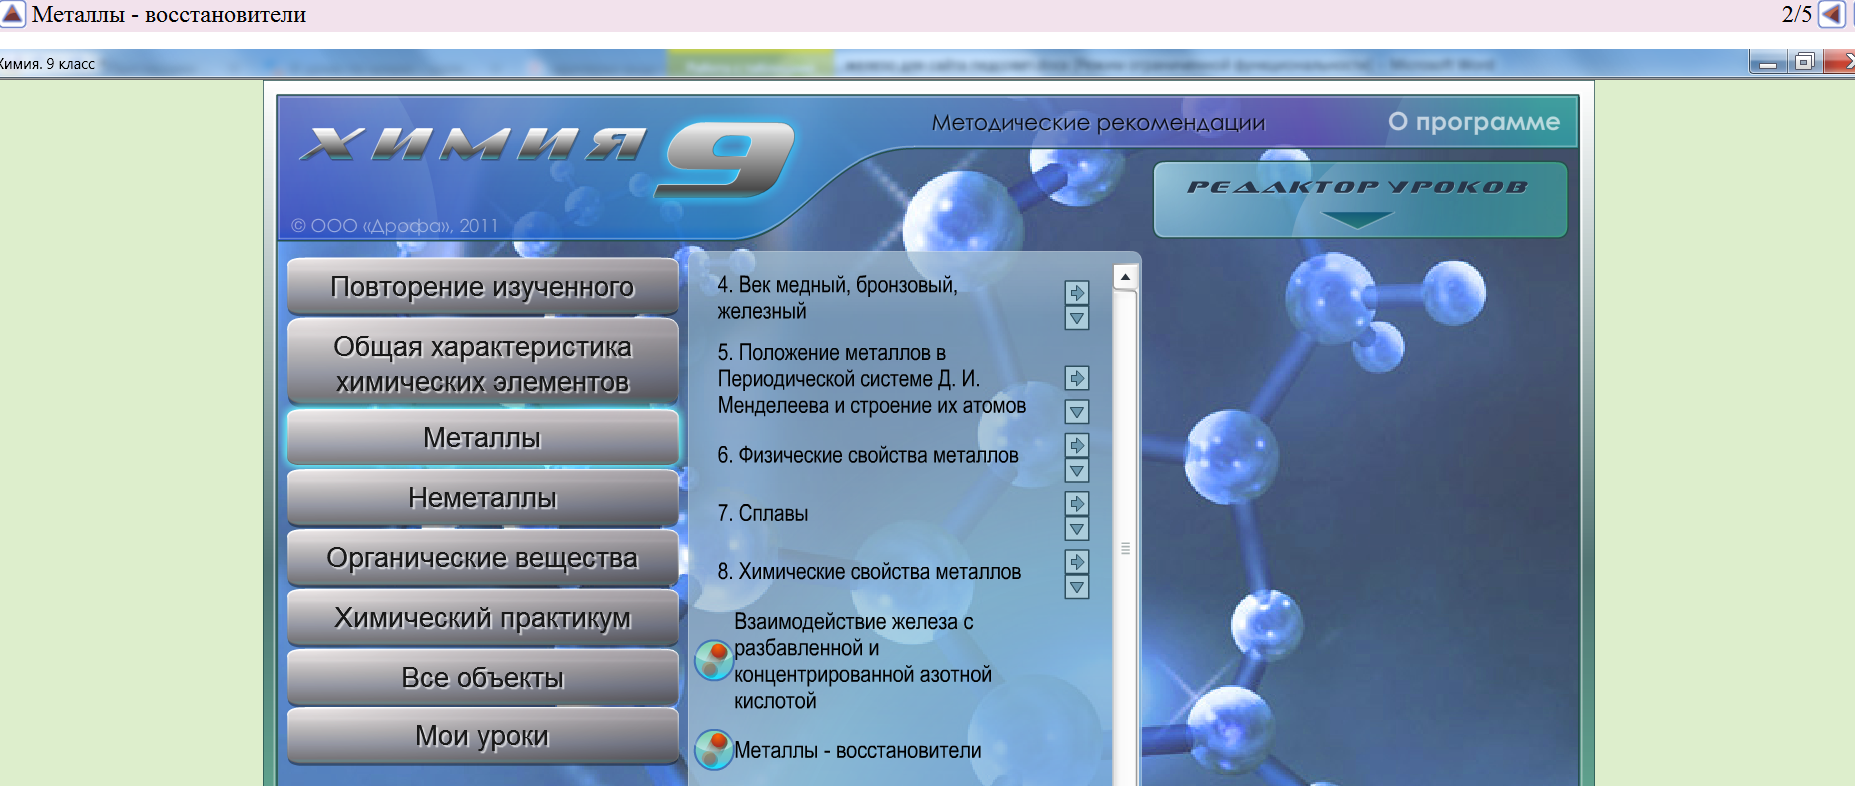 Металлы - восстановители
2/5
Химия. 9 класс
Microsoft Word
ХИМИЯ 9
Методические рекомендации
О программе
РЕДАКТОР УРОКОВ
© ООО «Дрофа», 2011
Повторение изученного
Общая характеристика
химических элементов
Металлы
Неметаллы
Органические вещества
Химический практикум
Все объекты
Мои уроки
4. Век медный, бронзовый,
железный
5. Положение металлов в
Периодической системе Д. И.
Менделеева и строение их атомов
6. Физические свойства металлов
7. Сплавы
8. Химические свойства металлов
Взаимодействие железа с
разбавленной и
концентрированной азотной
кислотой
Металлы - восстановители